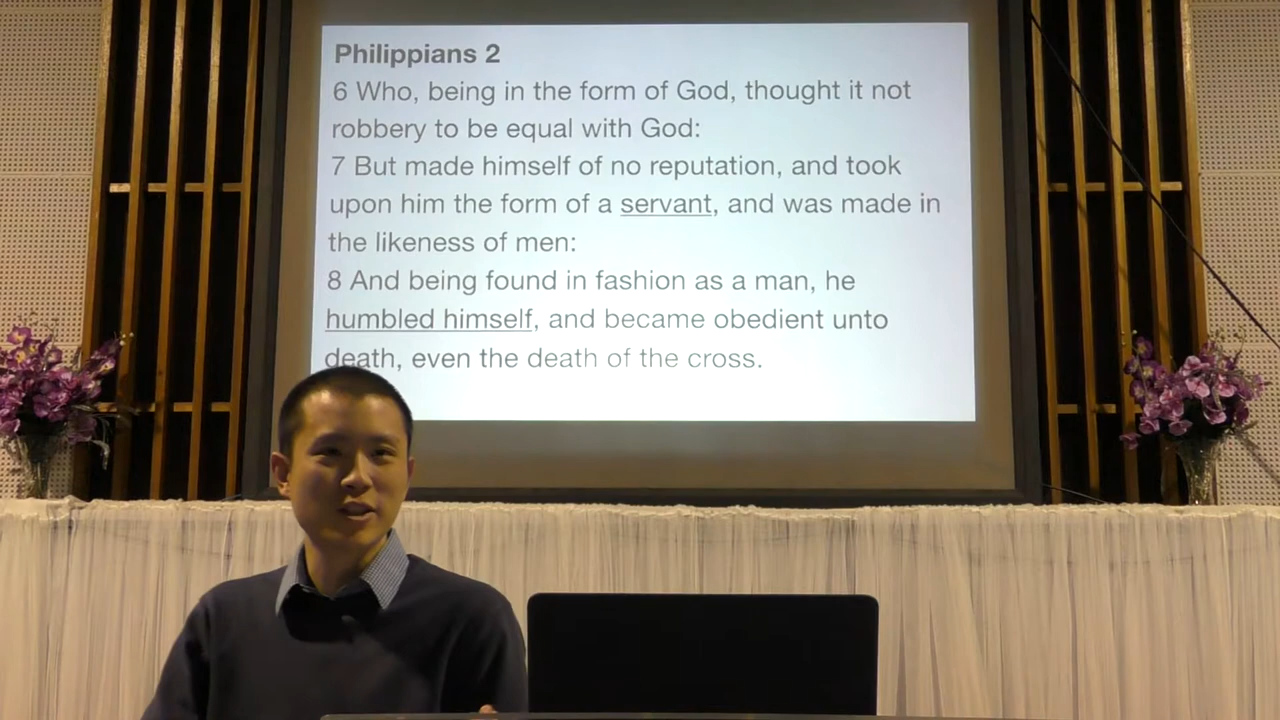 Philippians 2
6 Who, being in the form of God, thought it not
robbery to be equal with God:
7 But made himself of no reputation, and took
upon him the form of a servant, and was made in
the likeness of men:
8 And being found in fashion as a man, he
humbled himself, and became obedient unto
death, even the death of the cross.